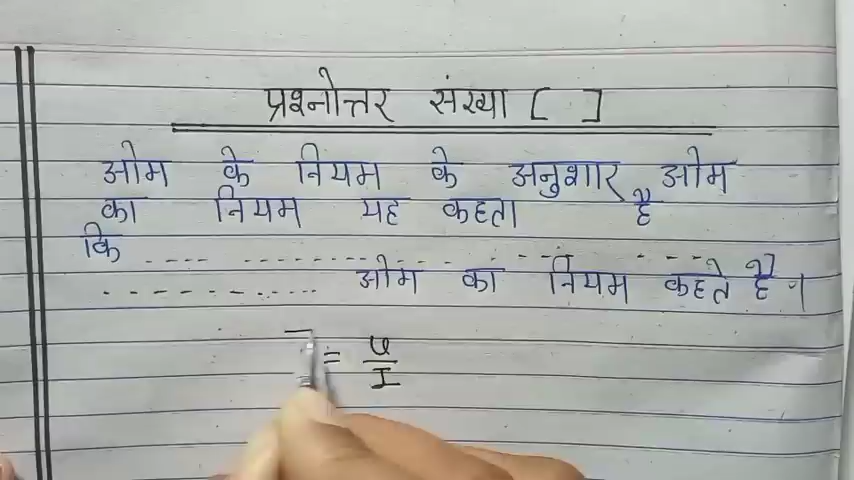 प्रश्नोत्तर संख्या [ ]
ओम के नियम के अनुशार ओम
का नियम यह कहता है
कि ..............................
.............. ओम का नियम कहते है ।
= U/I